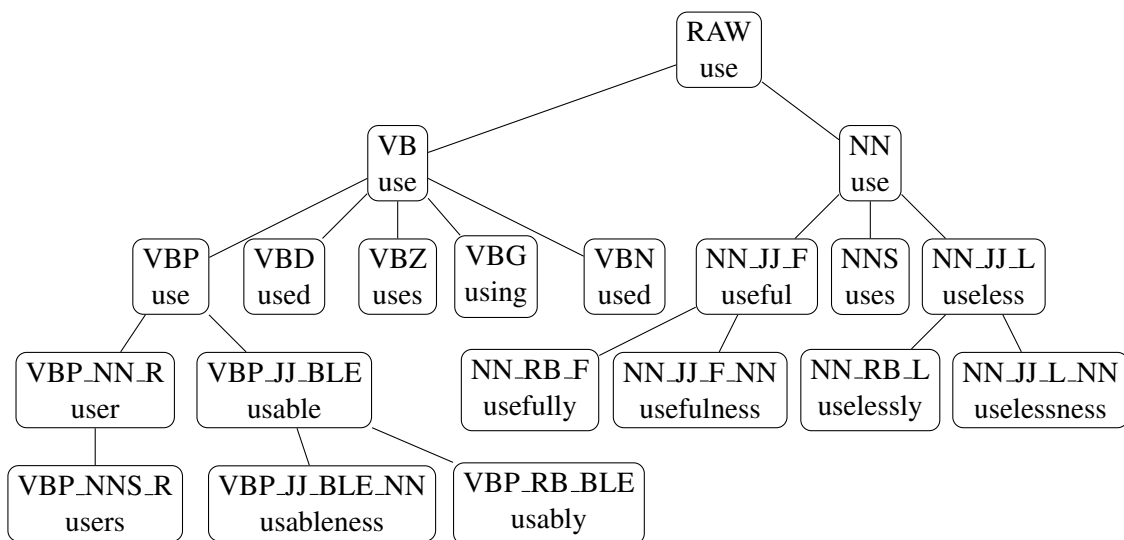 RAW
use
VB
use
NN
use
VBP
use
VBD
used
VBZ
uses
VBG
using
VBN
used
NN_JJ_F
useful
NNS
uses
NN_JJ_L
useless
VBP_NN_R
user
VBP_JJ_BLE
usable
NN_RB_F
usefully
NN_JJ_F_NN
usefulness
NN_RB_L
uselessly
NN_JJ_L_NN
uselessness
VBP_NNS_R
users
VBP_JJ_BLE_NN
usableness
VBP_RB_BLE
usably